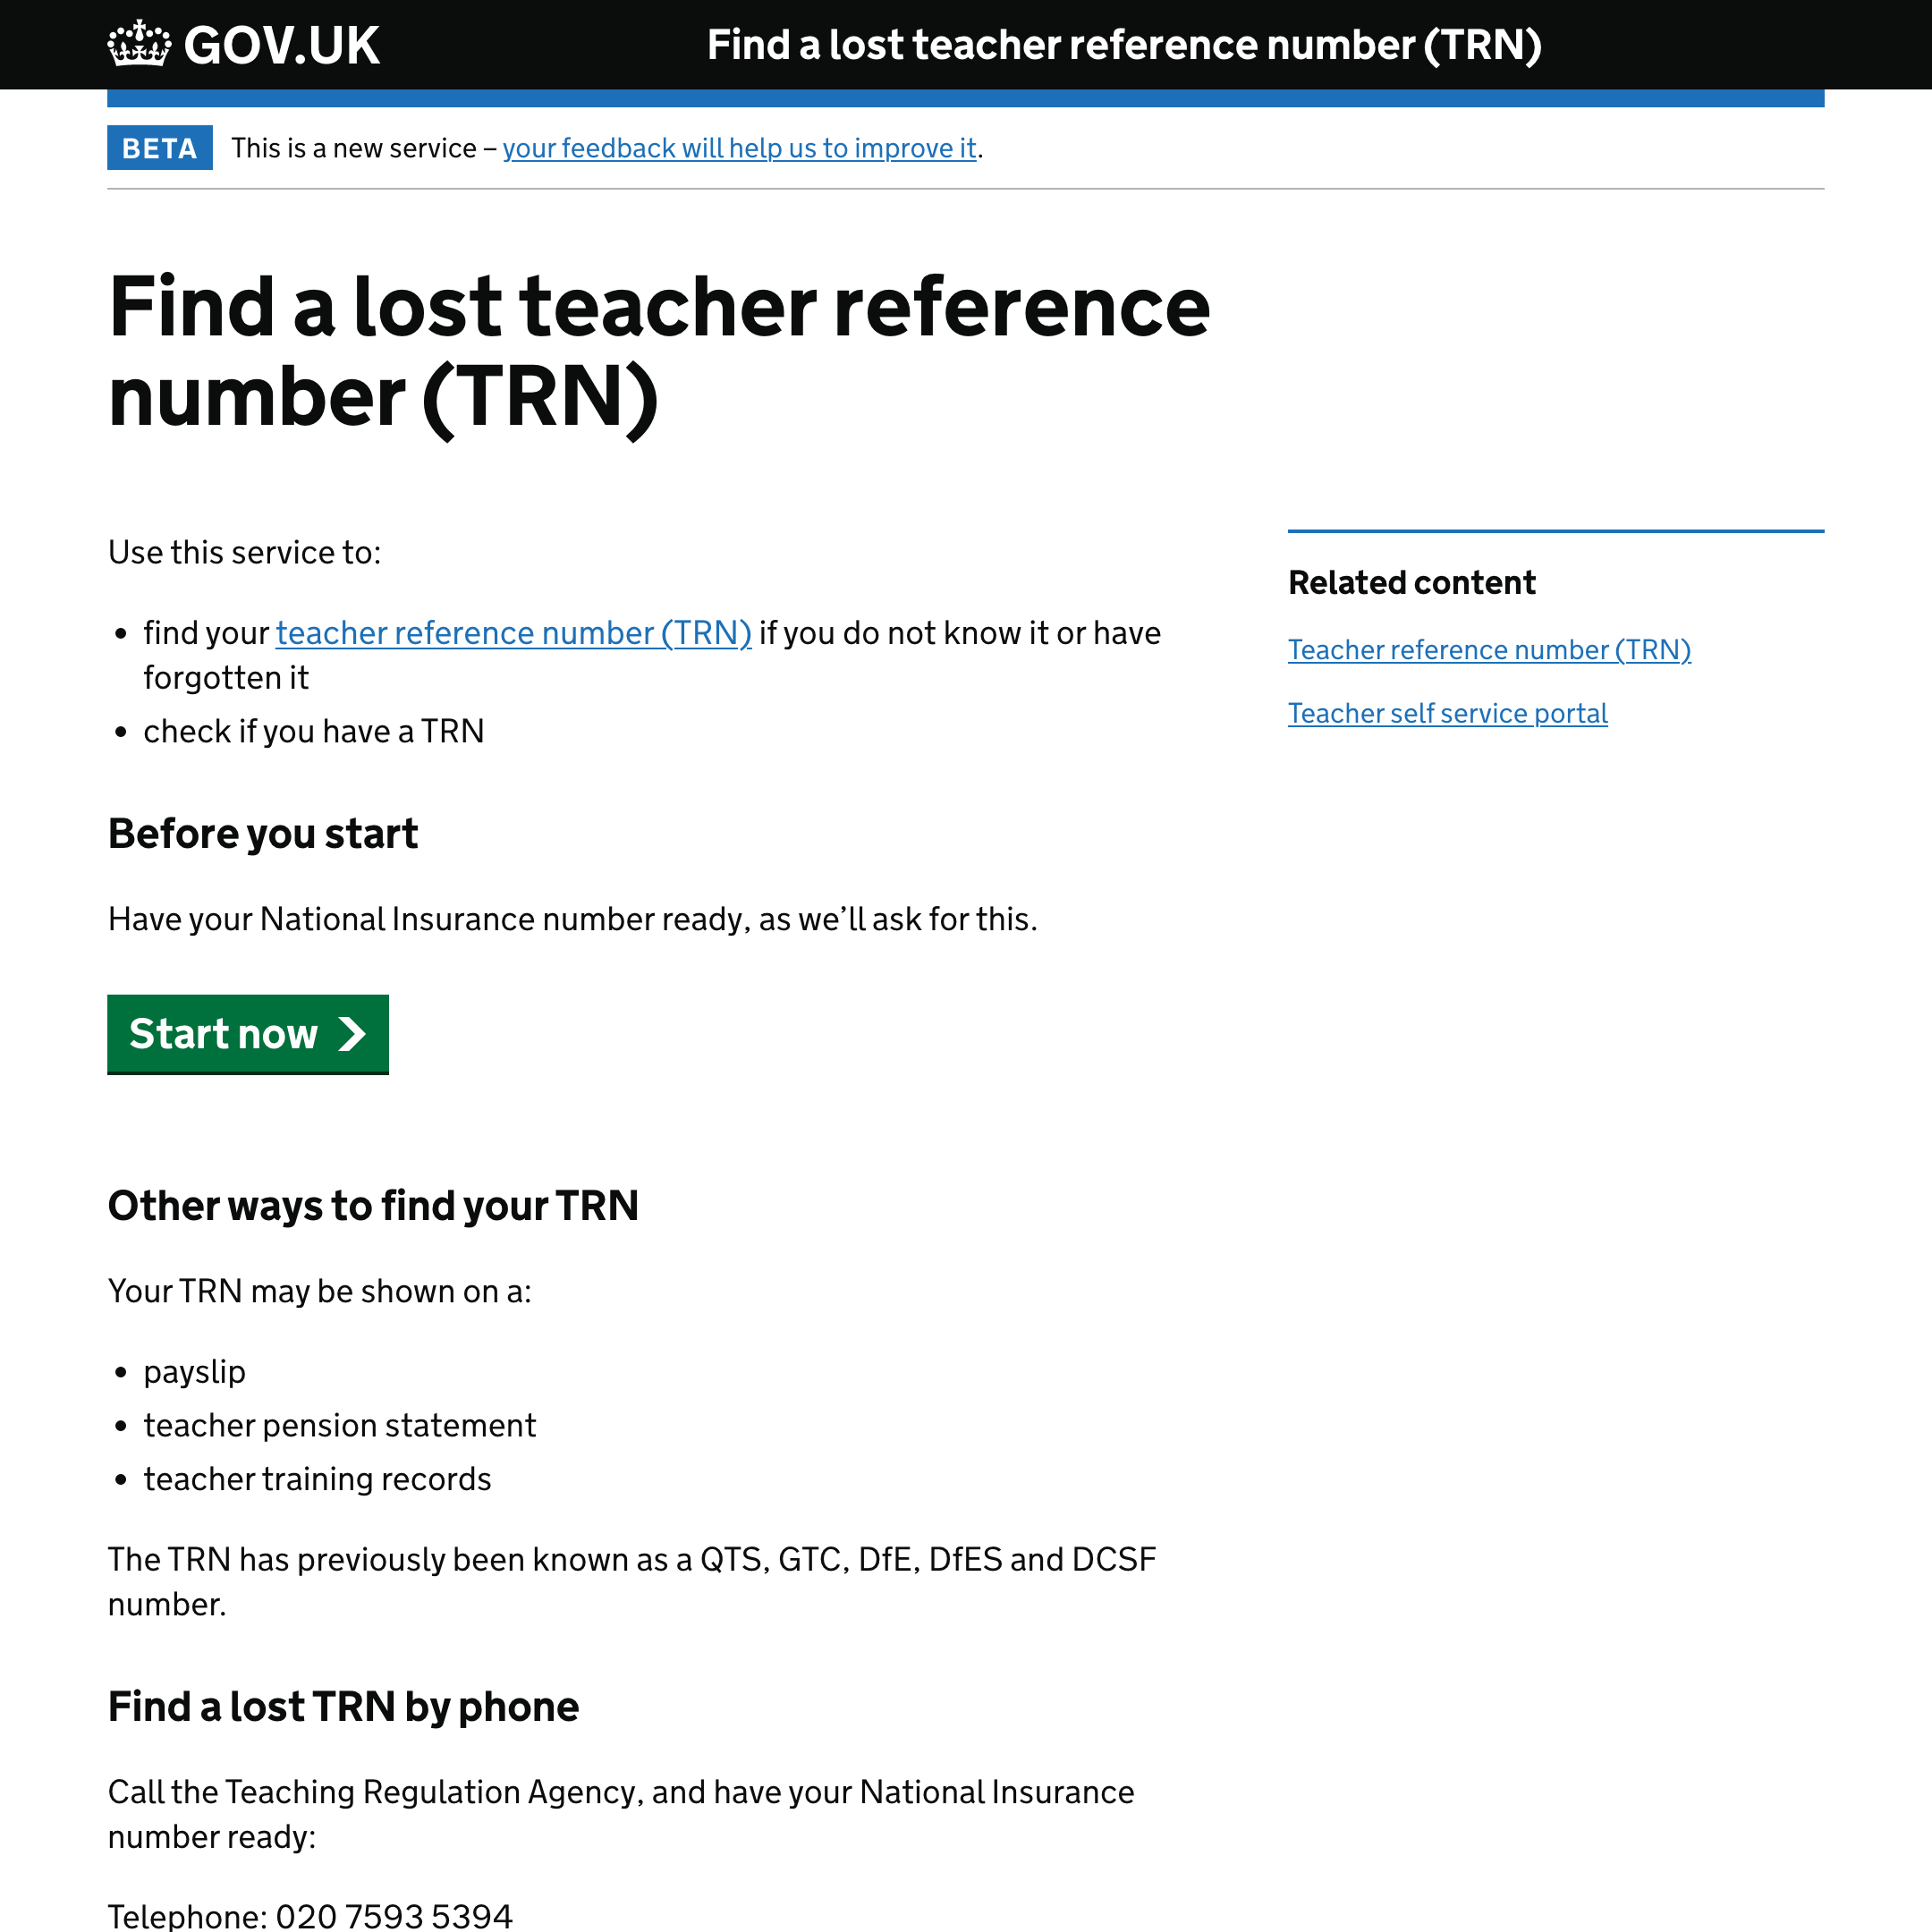 GOV.UK
Find a lost teacher reference number (TRN)
BETA
This is a new service – your feedback will help us to improve it.
Find a lost teacher reference
number (TRN)
Use this service to:
• find your teacher reference number (TRN) if you do not know it or have
forgotten it
• check if you have a TRN
Before you start
Have your National Insurance number ready, as we’ll ask for this.
Start now
Other ways to find your TRN
Your TRN may be shown on a:
• payslip
• teacher pension statement
• teacher training records
The TRN has previously been known as a QTS, GTC, DfE, DfES and DCSF
number.
Find a lost TRN by phone
Call the Teaching Regulation Agency, and have your National Insurance
number ready:
Telephone: 020 7593 5394
Related content
Teacher reference number (TRN)
Teacher self service portal